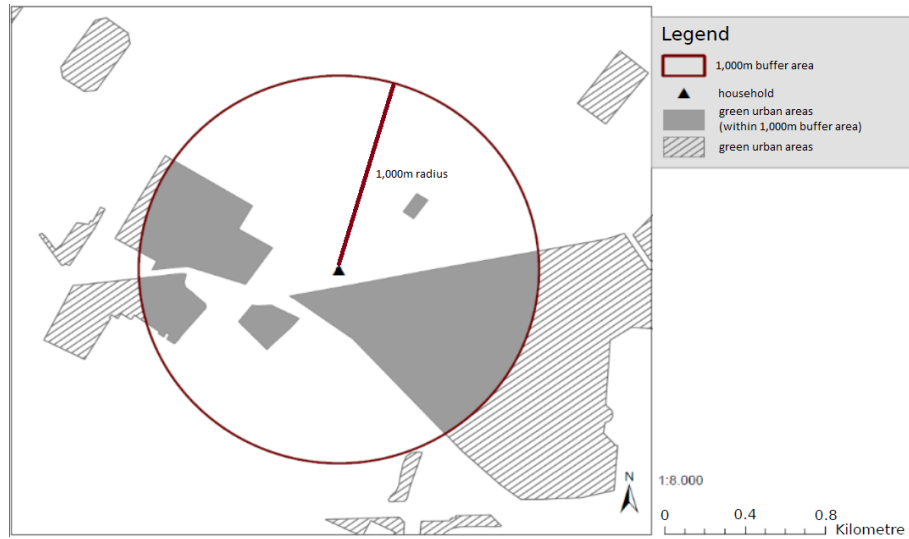 Legend
1,000m buffer area
household
green urban areas
(within 1,000m buffer area)
green urban areas
1,000m radius
N
1:8.000
0 0.4 0.8
Kilometre